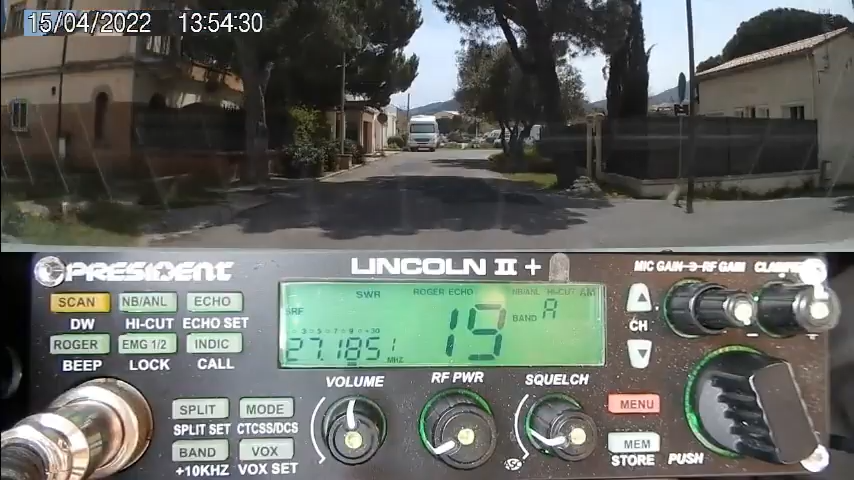 15/04/2022 13:54:30
PRESIDENT LINCOLN II + MIC GAIN RF GAIN
SCAN NB/ANL ECHO
DW HI-CUT ECHO SET
ROGER EMG 1/2 INDIC
BEEP LOCK CALL
SWR ROGER ECHO NB/ANL HI-CUT AM
SRF BAND A
19
27.185 MHZ
CH
VOLUME RF PWR SQUELCH
SPLIT MODE
SPLIT SET CTCSS/DCS
BAND VOX
+10KHZ VOX SET
MENU
MEM
STORE PUSH